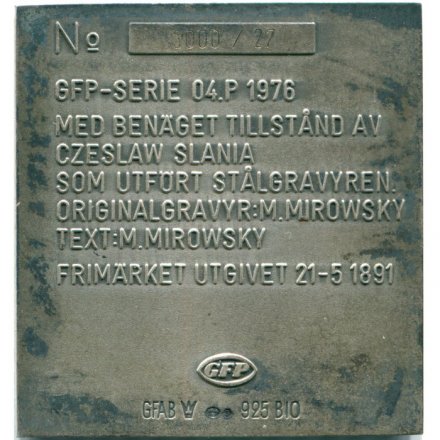 No 3000 / 27
GFP-SERIE 04.P 1976
MED BENÄGET TILLSTÅND AV
CZESLAW SLANIA
SOM UTFÖRT STÅLGRAVYREN.
ORIGINALGRAVYR:M.MIROWSKY
TEXT:M.MIROWSKY
FRIMÄRKET UTGIVET 21-5 1891
GFP
GFAB 925 B10